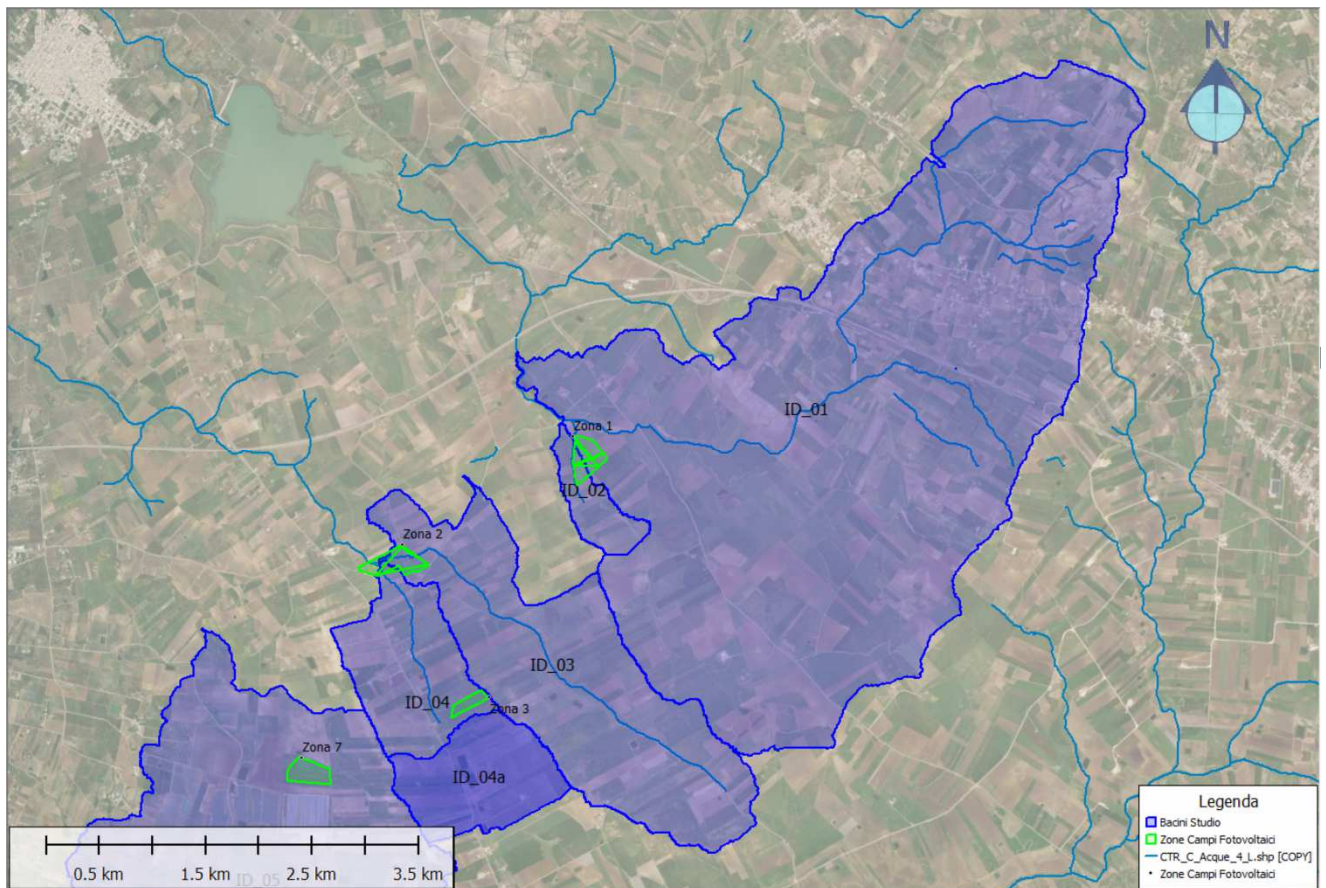 N
ID_01
Zona 1
ID_02
Zona 2
ID_03
ID_04
Zona 3
Zona 7
ID_04a
ID_05
0.5 km
1.5 km
2.5 km
3.5 km
Legenda
Bacini Studio
Zone Campi Fotovoltaici
CTR_C_Acque_4_L.shp [COPY]
Zone Campi Fotovoltaici